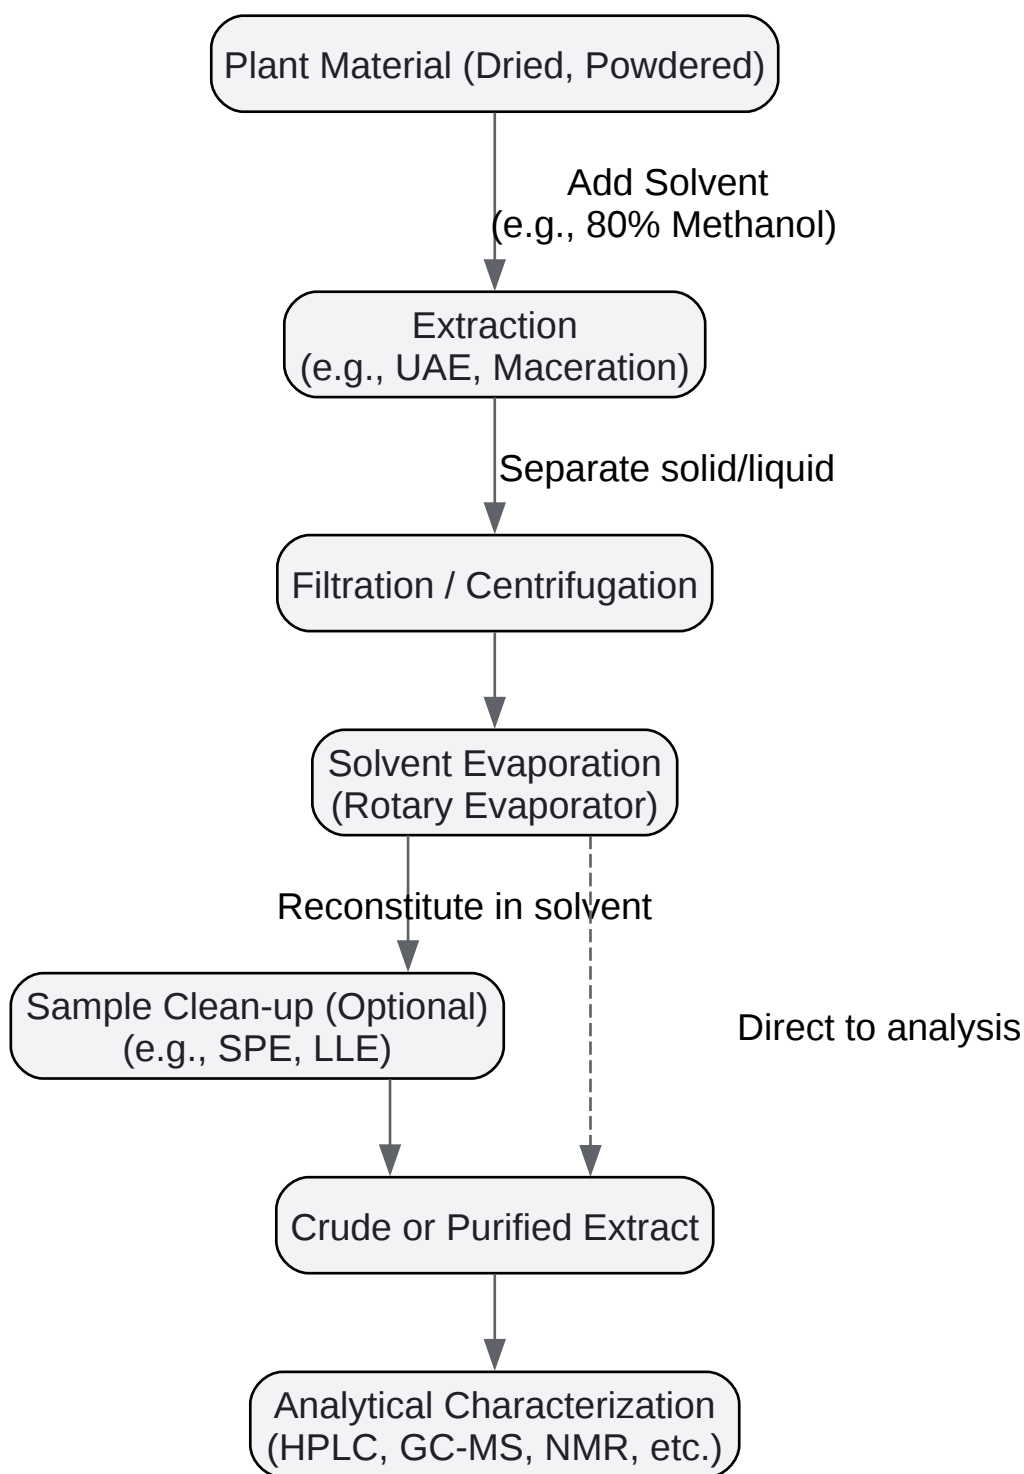 Plant Material (Dried, Powdered)
Add Solvent
(e.g., 80% Methanol)
Extraction
(e.g., UAE, Maceration)
Separate solid/liquid
Filtration / Centrifugation
Solvent Evaporation
(Rotary Evaporator)
Reconstitute in solvent
Sample Clean-up (Optional)
(e.g., SPE, LLE)
Direct to analysis
Crude or Purified Extract
Analytical Characterization
(HPLC, GC-MS, NMR, etc.)